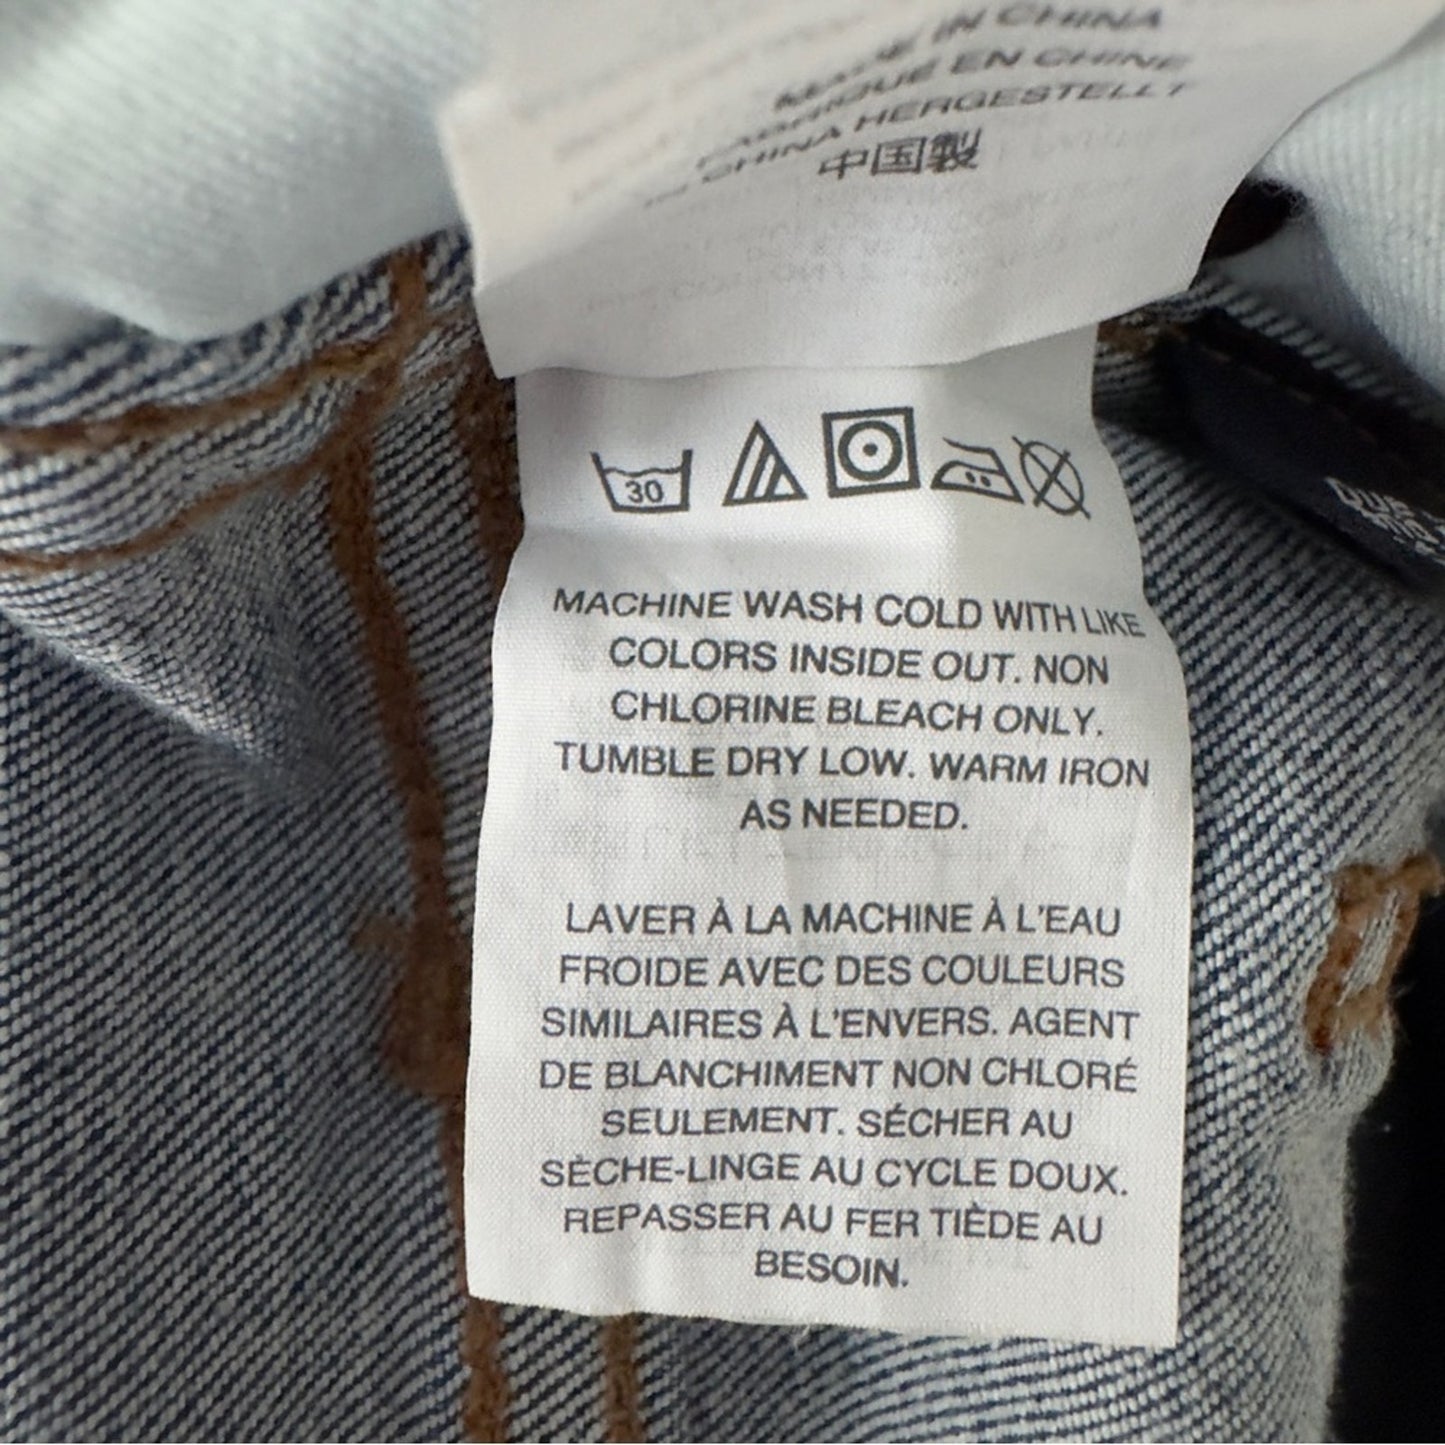 MADE IN CHINA
FABRIQUÉ EN CHINE
IN CHINA HERGESTELLT
中国製
30
MACHINE WASH COLD WITH LIKE
COLORS INSIDE OUT. NON
CHLORINE BLEACH ONLY.
TUMBLE DRY LOW. WARM IRON
AS NEEDED.
LAVER À LA MACHINE À L'EAU
FROIDE AVEC DES COULEURS
SIMILAIRES À L'ENVERS. AGENT
DE BLANCHIMENT NON CHLORÉ
SEULEMENT. SÉCHER AU
SÈCHE-LINGE AU CYCLE DOUX.
REPASSER AU FER TIÈDE AU
BESOIN.